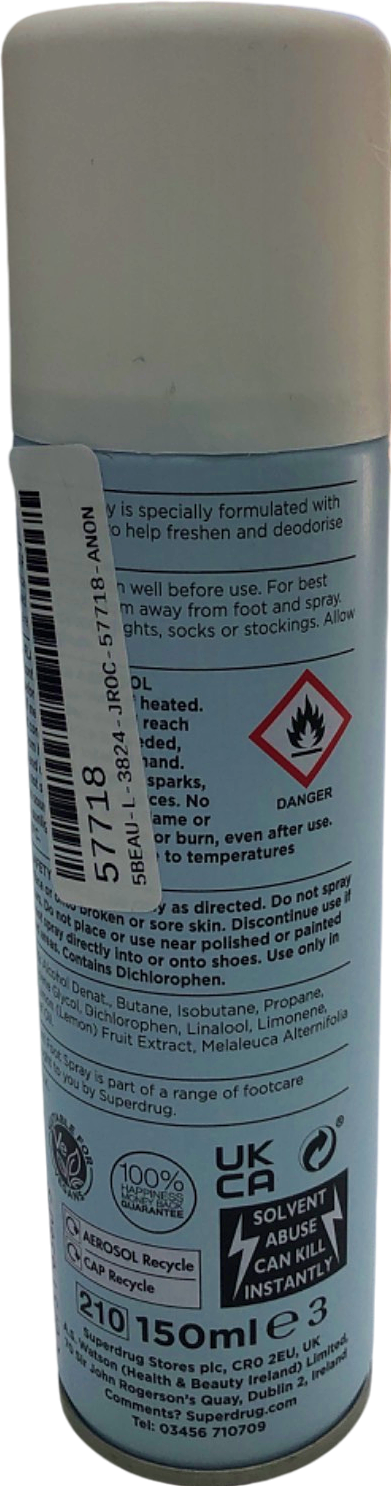 y is specially formulated with
o help freshen and deodorise
well before use. For best
m away from foot and spray.
ghts, socks or stockings. Allow
57718
5BEAU-L-3824-JROC-57718-ANON
OL
heated.
reach
eded,
hand.
sparks,
ces. No
ame or
or burn, even after use.
to temperatures
DANGER
y as directed. Do not spray
broken or sore skin. Discontinue use if
Do not place or use near polished or painted
spray directly into or onto shoes. Use only in
Contains Dichlorophen.
Alcohol Denat., Butane, Isobutane, Propane,
Glycol, Dichlorophen, Linalool, Limonene,
(Lemon) Fruit Extract, Melaleuca Alternifolia
Oil.
Foot Spray is part of a range of footcare
to you by Superdrug.
100%
HAPPINESS
MONEY BACK
GUARANTEE
UK
CA
AEROSOL Recycle
CAP Recycle
SOLVENT
ABUSE
CAN KILL
INSTANTLY
210 150ml e 3
Superdrug Stores plc, CR0 2EU, UK
A.S. Watson (Health & Beauty Ireland) Limited,
70 Sir John Rogerson's Quay, Dublin 2, Ireland
Comments? Superdrug.com
Tel: 03456 710709